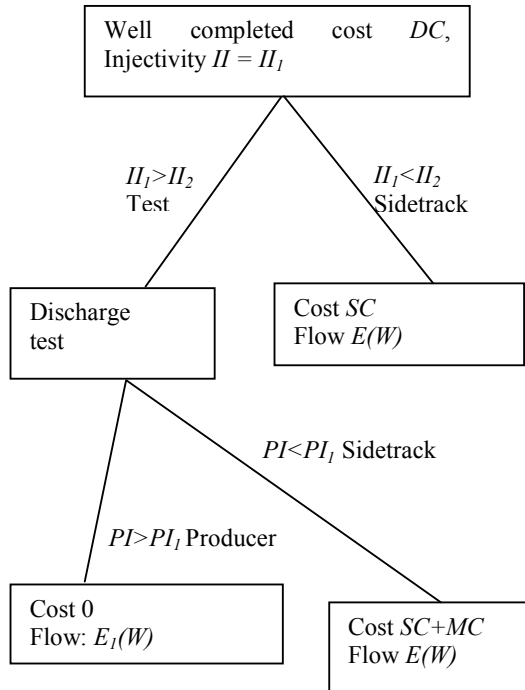 Well completed cost DC,
Injectivity II = II₁
II₁>II₂
Test
II₁<II₂
Sidetrack
Discharge
test
Cost SC
Flow E(W)
PI<PI₁ Sidetrack
PI>PI₁ Producer
Cost 0
Flow: E₁(W)
Cost SC+MC
Flow E(W)